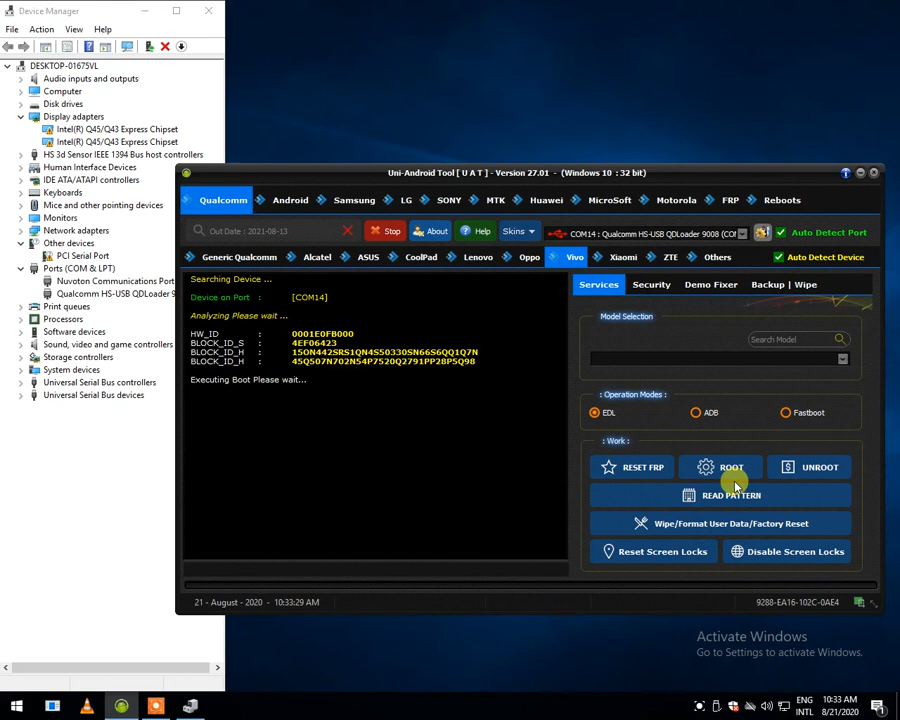 Device Manager
File Action View Help
DESKTOP-01675VL
Audio inputs and outputs
Computer
Disk drives
Display adapters
Intel(R) Q45/Q43 Express Chipset
Intel(R) Q45/Q43 Express Chipset
HS 3d Sensor IEEE 1394 Bus host controllers
Human Interface Devices
IDE ATA/ATAPI controllers
Keyboards
Mice and other pointing devices
Monitors
Network adapters
Other devices
PCI Serial Port
Ports (COM & LPT)
Nuvoton Communications Port
Qualcomm HS-USB QDLoader 9
Print queues
Processors
Software devices
Sound, video and game controllers
Storage controllers
System devices
Universal Serial Bus controllers
Universal Serial Bus devices
Uni-Android Tool [ U A T ] - Version 27.01 - (Windows 10 : 32 bit)
Qualcomm Android Samsung LG SONY MTK Huawei MicroSoft Motorola FRP Reboots
Out Date : 2021-08-13 Stop About Help Skins COM14 : Qualcomm HS-USB QDLoader 9008 (COM Auto Detect Port
Generic Qualcomm Alcatel ASUS CoolPad Lenovo Oppo Vivo Xiaomi ZTE Others Auto Detect Device
Searching Device ...
Device on Port : [COM14]
Analyzing Please wait ...
HW_ID : 0001E0FB000
BLOCK_ID_S : 4EF06423
BLOCK_ID_H : 15ON442SRS1QN4S50330SN66S6QQ1Q7N
BLOCK_ID_H : 45Q507N702N54P7520Q2791PP28P5Q98
Executing Boot Please wait...
Services Security Demo Fixer Backup | Wipe
Model Selection
Search Model
: Operation Modes :
EDL ADB Fastboot
: Work :
RESET FRP ROOT UNROOT
READ PATTERN
Wipe/Format User Data/Factory Reset
Reset Screen Locks Disable Screen Locks
21 - August - 2020 - 10:33:29 AM 9288-EA16-102C-0AE4
Activate Windows
Go to Settings to activate Windows.
ENG 10:33 AM
INTL 8/21/2020
1